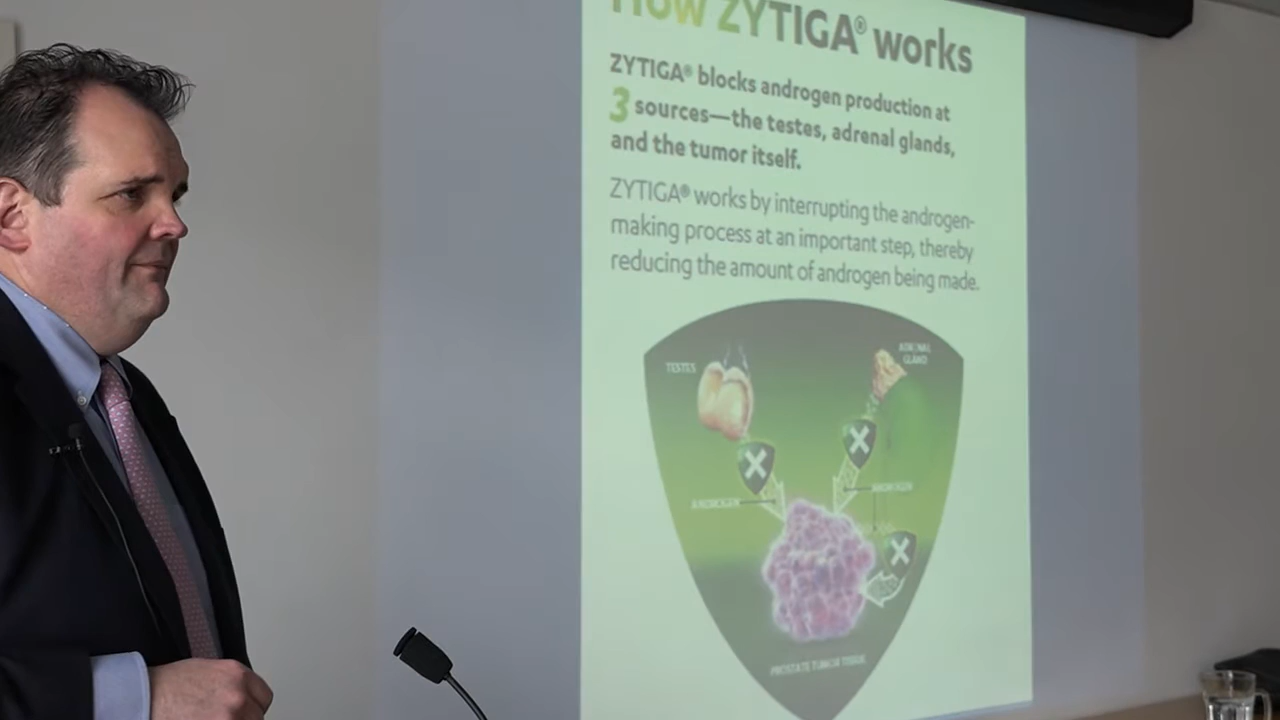 How ZYTIGA® works
ZYTIGA® blocks androgen production at
3 sources—the testes, adrenal glands,
and the tumor itself.
ZYTIGA® works by interrupting the androgen-
making process at an important step, thereby
reducing the amount of androgen being made.
TESTES
ADRENAL
GLAND
ANDROGEN
ANDROGEN
PROSTATE TUMOR TISSUE